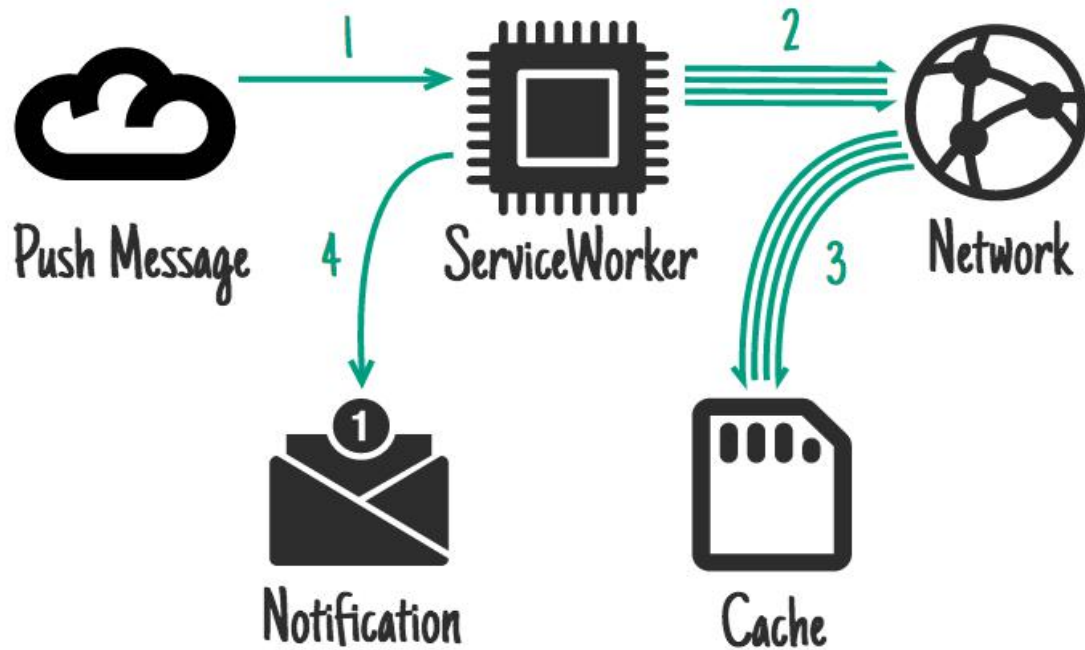 1
2
Push Message
4
ServiceWorker
3
Network
1
Notification
Cache